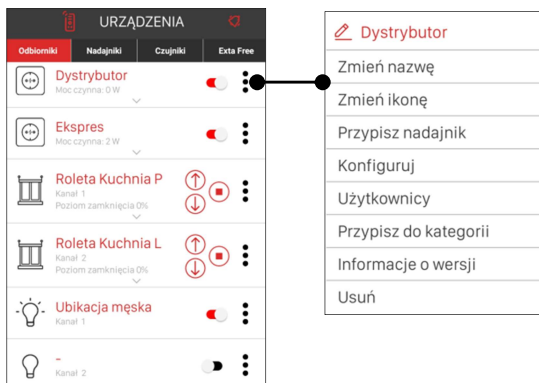 URZĄDZENIA
Odbiorniki Nadajniki Czujniki Exta Free
Dystrybutor
Moc czynna: 0 W
Ekspres
Moc czynna: 2 W
Roleta Kuchnia P
Kanał 1
Poziom zamknięcia 0%
Roleta Kuchnia L
Kanał 2
Poziom zamknięcia 0%
Ubikacja męska
Kanał 1
-
Kanał 2
Dystrybutor
Zmień nazwę
Zmień ikonę
Przypisz nadajnik
Konfiguruj
Użytkownicy
Przypisz do kategorii
Informacje o wersji
Usuń